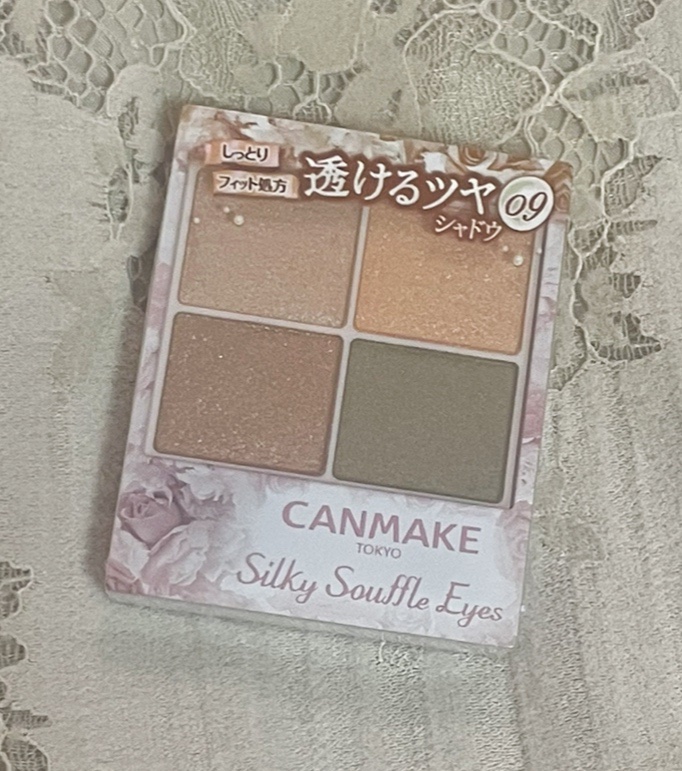 しっとり
フィット処方
透けるツヤ
シャドウ
09
CANMAKE
TOKYO
Silky Souffle Eyes